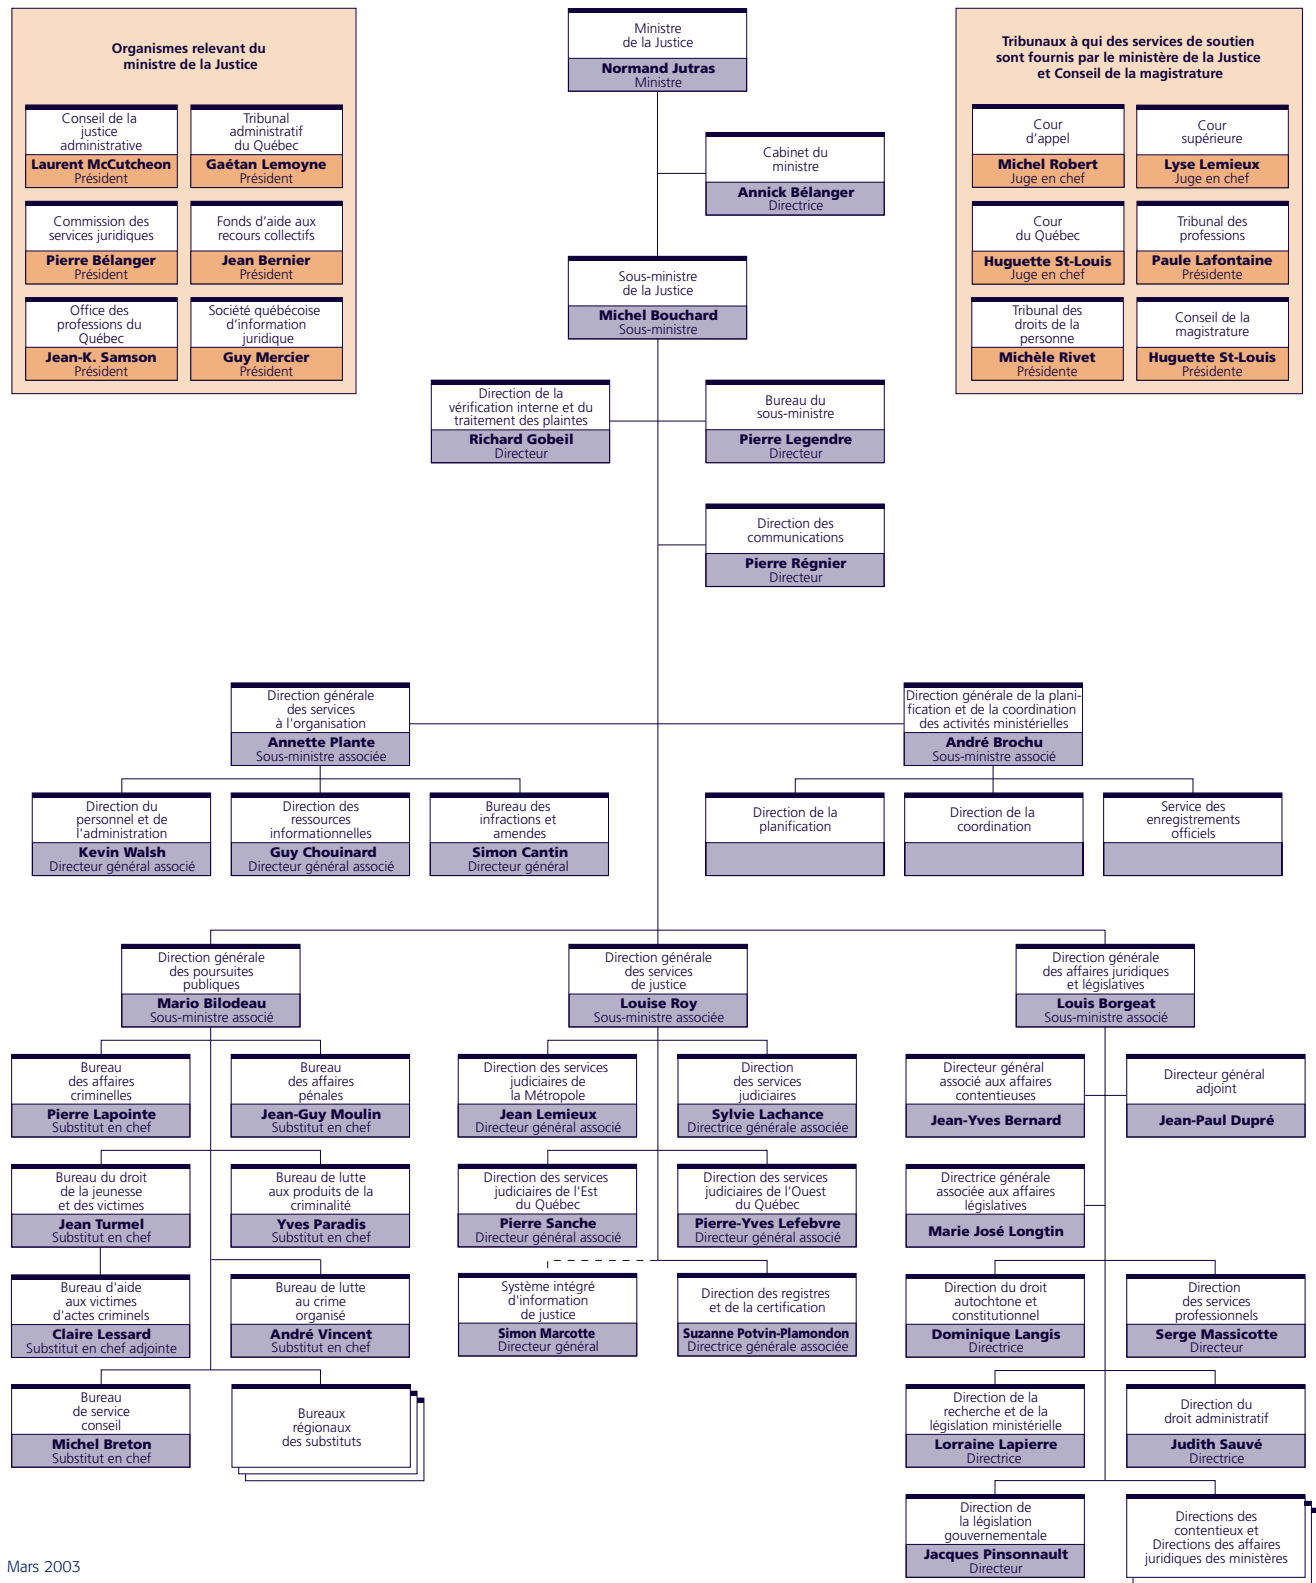 Organismes relevant du
ministre de la Justice
Conseil de la
justice
administrative
Laurent McCutcheon
Président
Tribunal
administratif
du Québec
Gaétan Lemoyne
Président
Commission des
services juridiques
Pierre Bélanger
Président
Fonds d'aide aux
recours collectifs
Jean Bernier
Président
Office des
professions du
Québec
Jean-K. Samson
Président
Société québécoise
d'information
juridique
Guy Mercier
Président
Ministre
de la Justice
Normand Jutras
Ministre
Cabinet du
ministre
Annick Bélanger
Directrice
Sous-ministre
de la Justice
Michel Bouchard
Sous-ministre
Tribunaux à qui des services de soutien
sont fournis par le ministère de la Justice
et Conseil de la magistrature
Cour
d'appel
Michel Robert
Juge en chef
Cour
supérieure
Lyse Lemieux
Juge en chef
Cour
du Québec
Huguette St-Louis
Juge en chef
Tribunal des
professions
Paule Lafontaine
Présidente
Tribunal des
droits de la
personne
Michèle Rivet
Présidente
Conseil de la
magistrature
Huguette St-Louis
Présidente
Direction de la
vérification interne et du
traitement des plaintes
Richard Gobeil
Directeur
Bureau du
sous-ministre
Pierre Legendre
Directeur
Direction des
communications
Pierre Régnier
Directeur
Direction générale
des services
à l'organisation
Annette Plante
Sous-ministre associée
Direction générale de la plani-
fication et de la coordination
des activités ministérielles
André Brochu
Sous-ministre associé
Direction du
personnel et de
l'administration
Kevin Walsh
Directeur général associé
Direction des
ressources
informationnelles
Guy Chouinard
Directeur général associé
Bureau des
infractions et
amendes
Simon Cantin
Directeur général
Direction de la
planification
Direction de la
coordination
Service des
enregistrements
officiels
Direction générale
des poursuites
publiques
Mario Bilodeau
Sous-ministre associé
Direction générale
des services
de justice
Louise Roy
Sous-ministre associée
Direction générale
des affaires juridiques
et législatives
Louis Borgeat
Sous-ministre associé
Bureau
des affaires
criminelles
Pierre Lapointe
Substitut en chef
Bureau
des affaires
pénales
Jean-Guy Moulin
Substitut en chef
Direction des services
judiciaires de
la Métropole
Jean Lemieux
Directeur général associé
Direction
des services
judiciaires
Sylvie Lachance
Directrice générale associée
Directeur général
associé aux affaires
contentieuses
Jean-Yves Bernard
Directeur général
adjoint
Jean-Paul Dupré
Bureau du droit
de la jeunesse
et des victimes
Jean Turmel
Substitut en chef
Bureau de lutte
aux produits de la
criminalité
Yves Paradis
Substitut en chef
Direction des services
judiciaires de l'Est
du Québec
Pierre Sanche
Directeur général associé
Direction des services
judiciaires de l'Ouest
du Québec
Pierre-Yves Lefebvre
Directeur général associé
Directrice générale
associée aux affaires
législatives
Marie José Longtin
Bureau d'aide
aux victimes
d'actes criminels
Claire Lessard
Substitut en chef adjointe
Bureau de lutte
au crime
organisé
André Vincent
Substitut en chef
Système intégré
d'information
de justice
Simon Marcotte
Directeur général
Direction des registres
et de la certification
Suzanne Potvin-Plamondon
Directrice générale associée
Direction du droit
autochtone et
constitutionnel
Dominique Langis
Directrice
Direction
des services
professionnels
Serge Massicotte
Directeur
Bureau
de service
conseil
Michel Breton
Substitut en chef
Bureaux
régionaux
des substituts
Direction de la
recherche et de la
législation ministérielle
Lorraine Lapierre
Directrice
Direction du
droit administratif
Judith Sauvé
Directrice
Direction de
la législation
gouvernementale
Jacques Pinsonnault
Directeur
Directions des
contentieux et
Directions des affaires
juridiques des ministères
Mars 2003